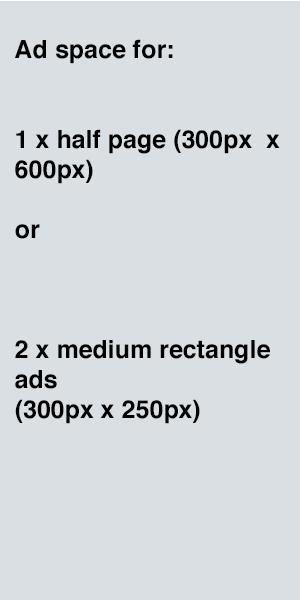 Ad space for:
1 x half page (300px  x
600px)
or
2 x medium rectangle
ads
(300px x 250px)